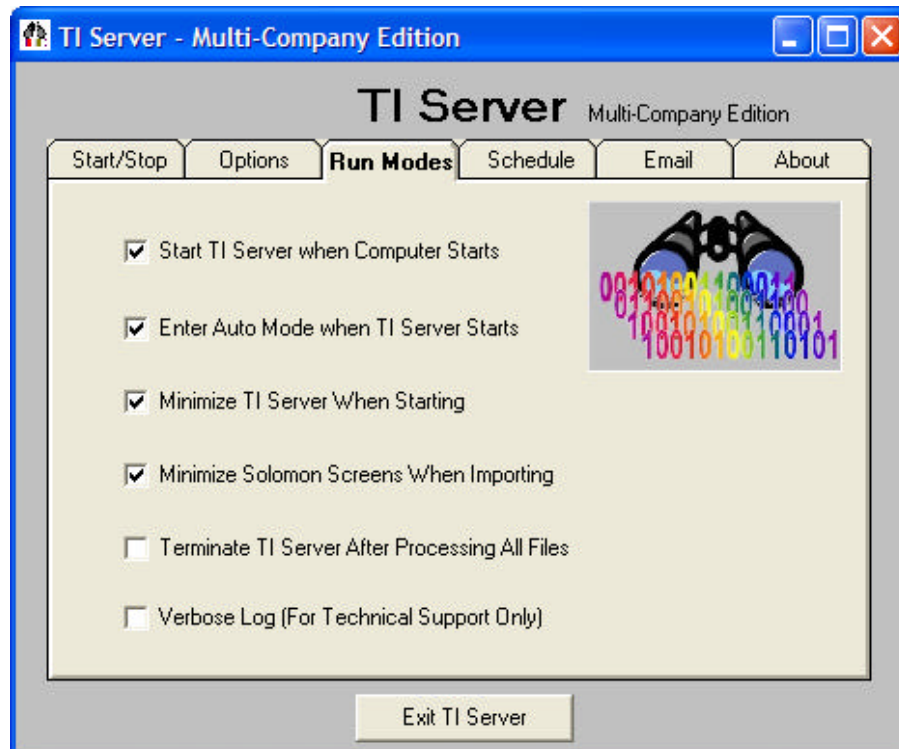 TI Server - Multi-Company Edition
TI Server Multi-Company Edition
Start/Stop Options Run Modes Schedule Email About
Start TI Server when Computer Starts
Enter Auto Mode when TI Server Starts
Minimize TI Server When Starting
Minimize Solomon Screens When Importing
Terminate TI Server After Processing All Files
Verbose Log (For Technical Support Only)
Exit TI Server